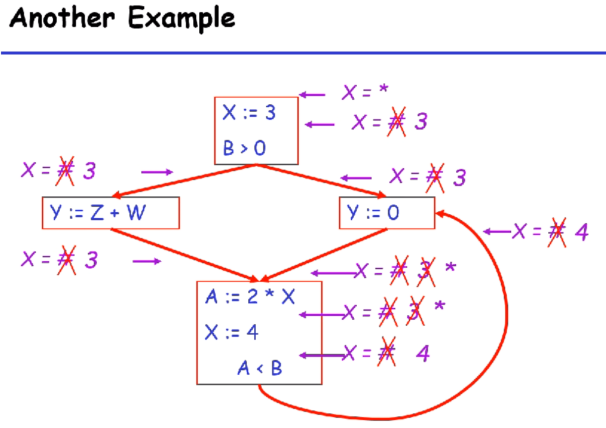 Another Example
X = *
X := 3
X = # 3
B > 0
X = # 3
X = # 3
Y := Z + W
Y := 0
X = # 4
X = # 3
X = # 3 *
A := 2 * X
X = # 3 *
X := 4
X = # 4
A < B